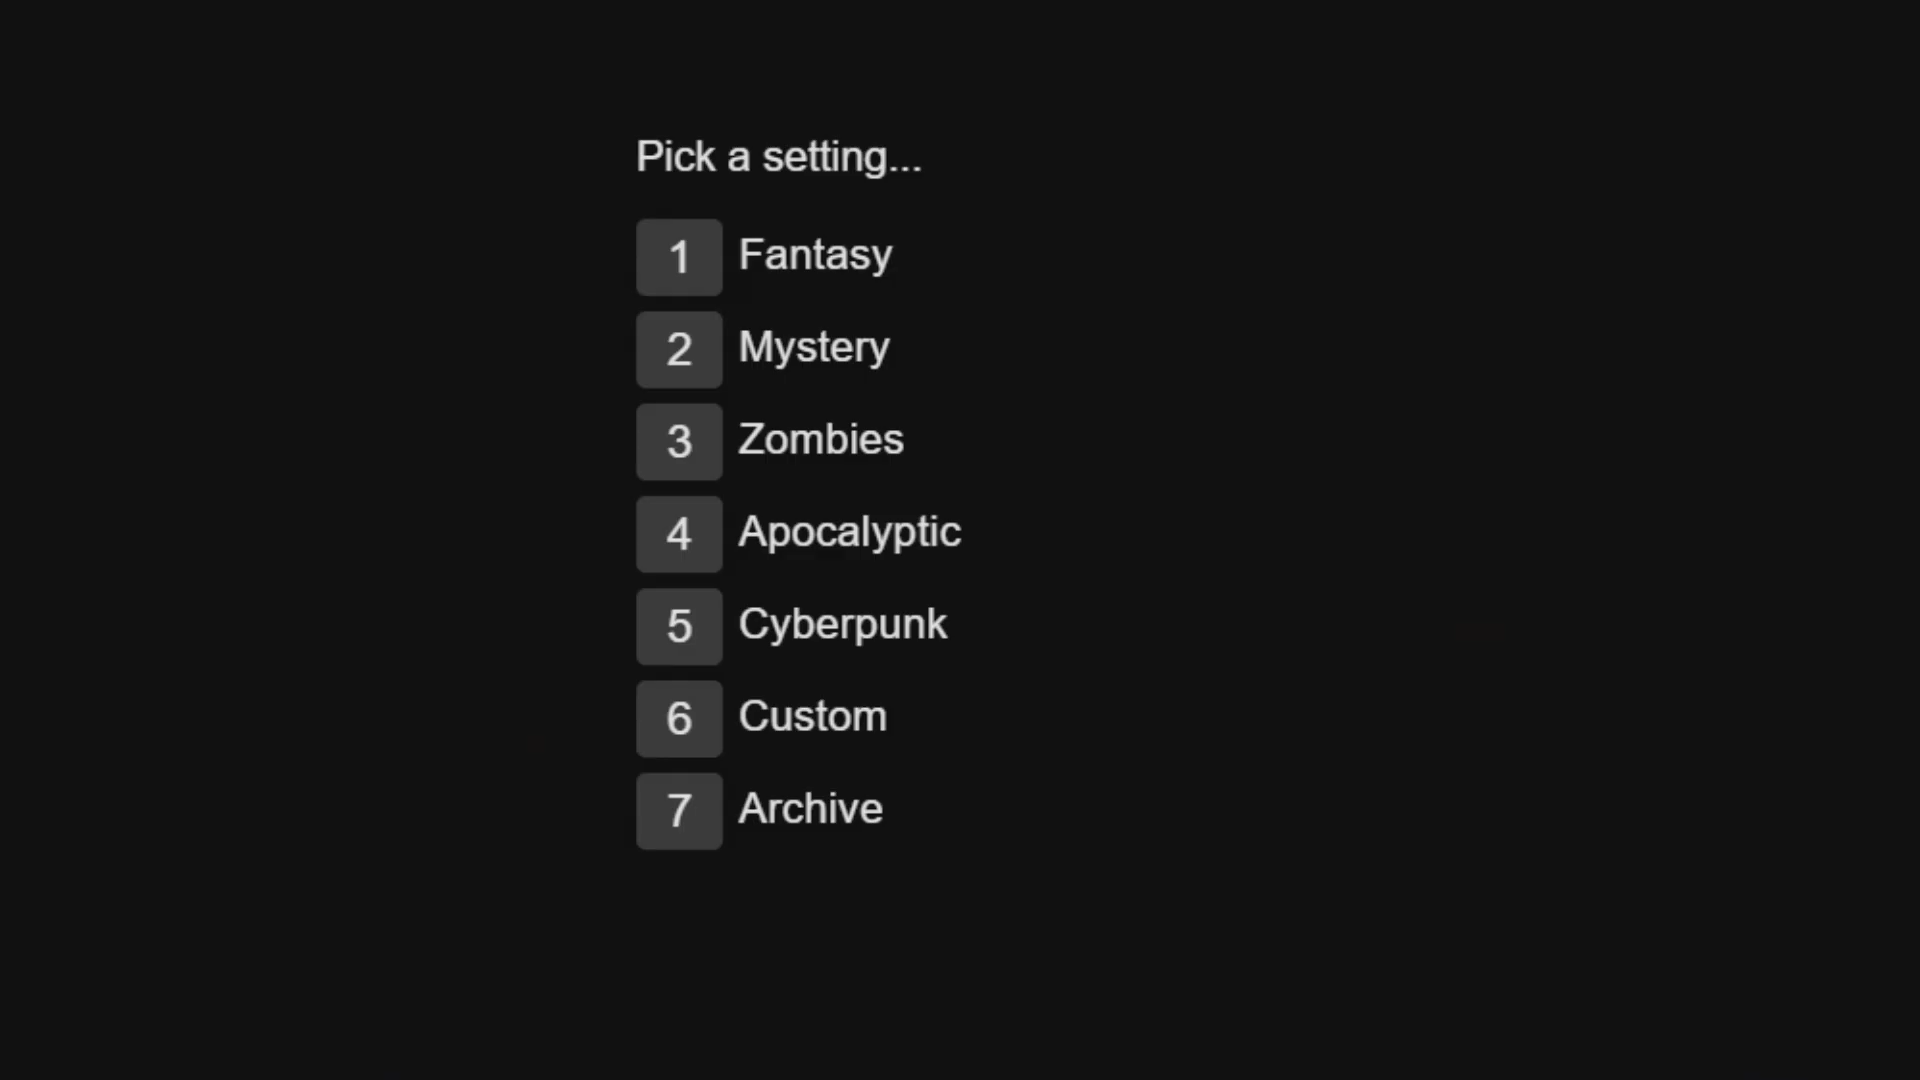 Pick a setting...
1 Fantasy
2 Mystery
3 Zombies
4 Apocalyptic
5 Cyberpunk
6 Custom
7 Archive